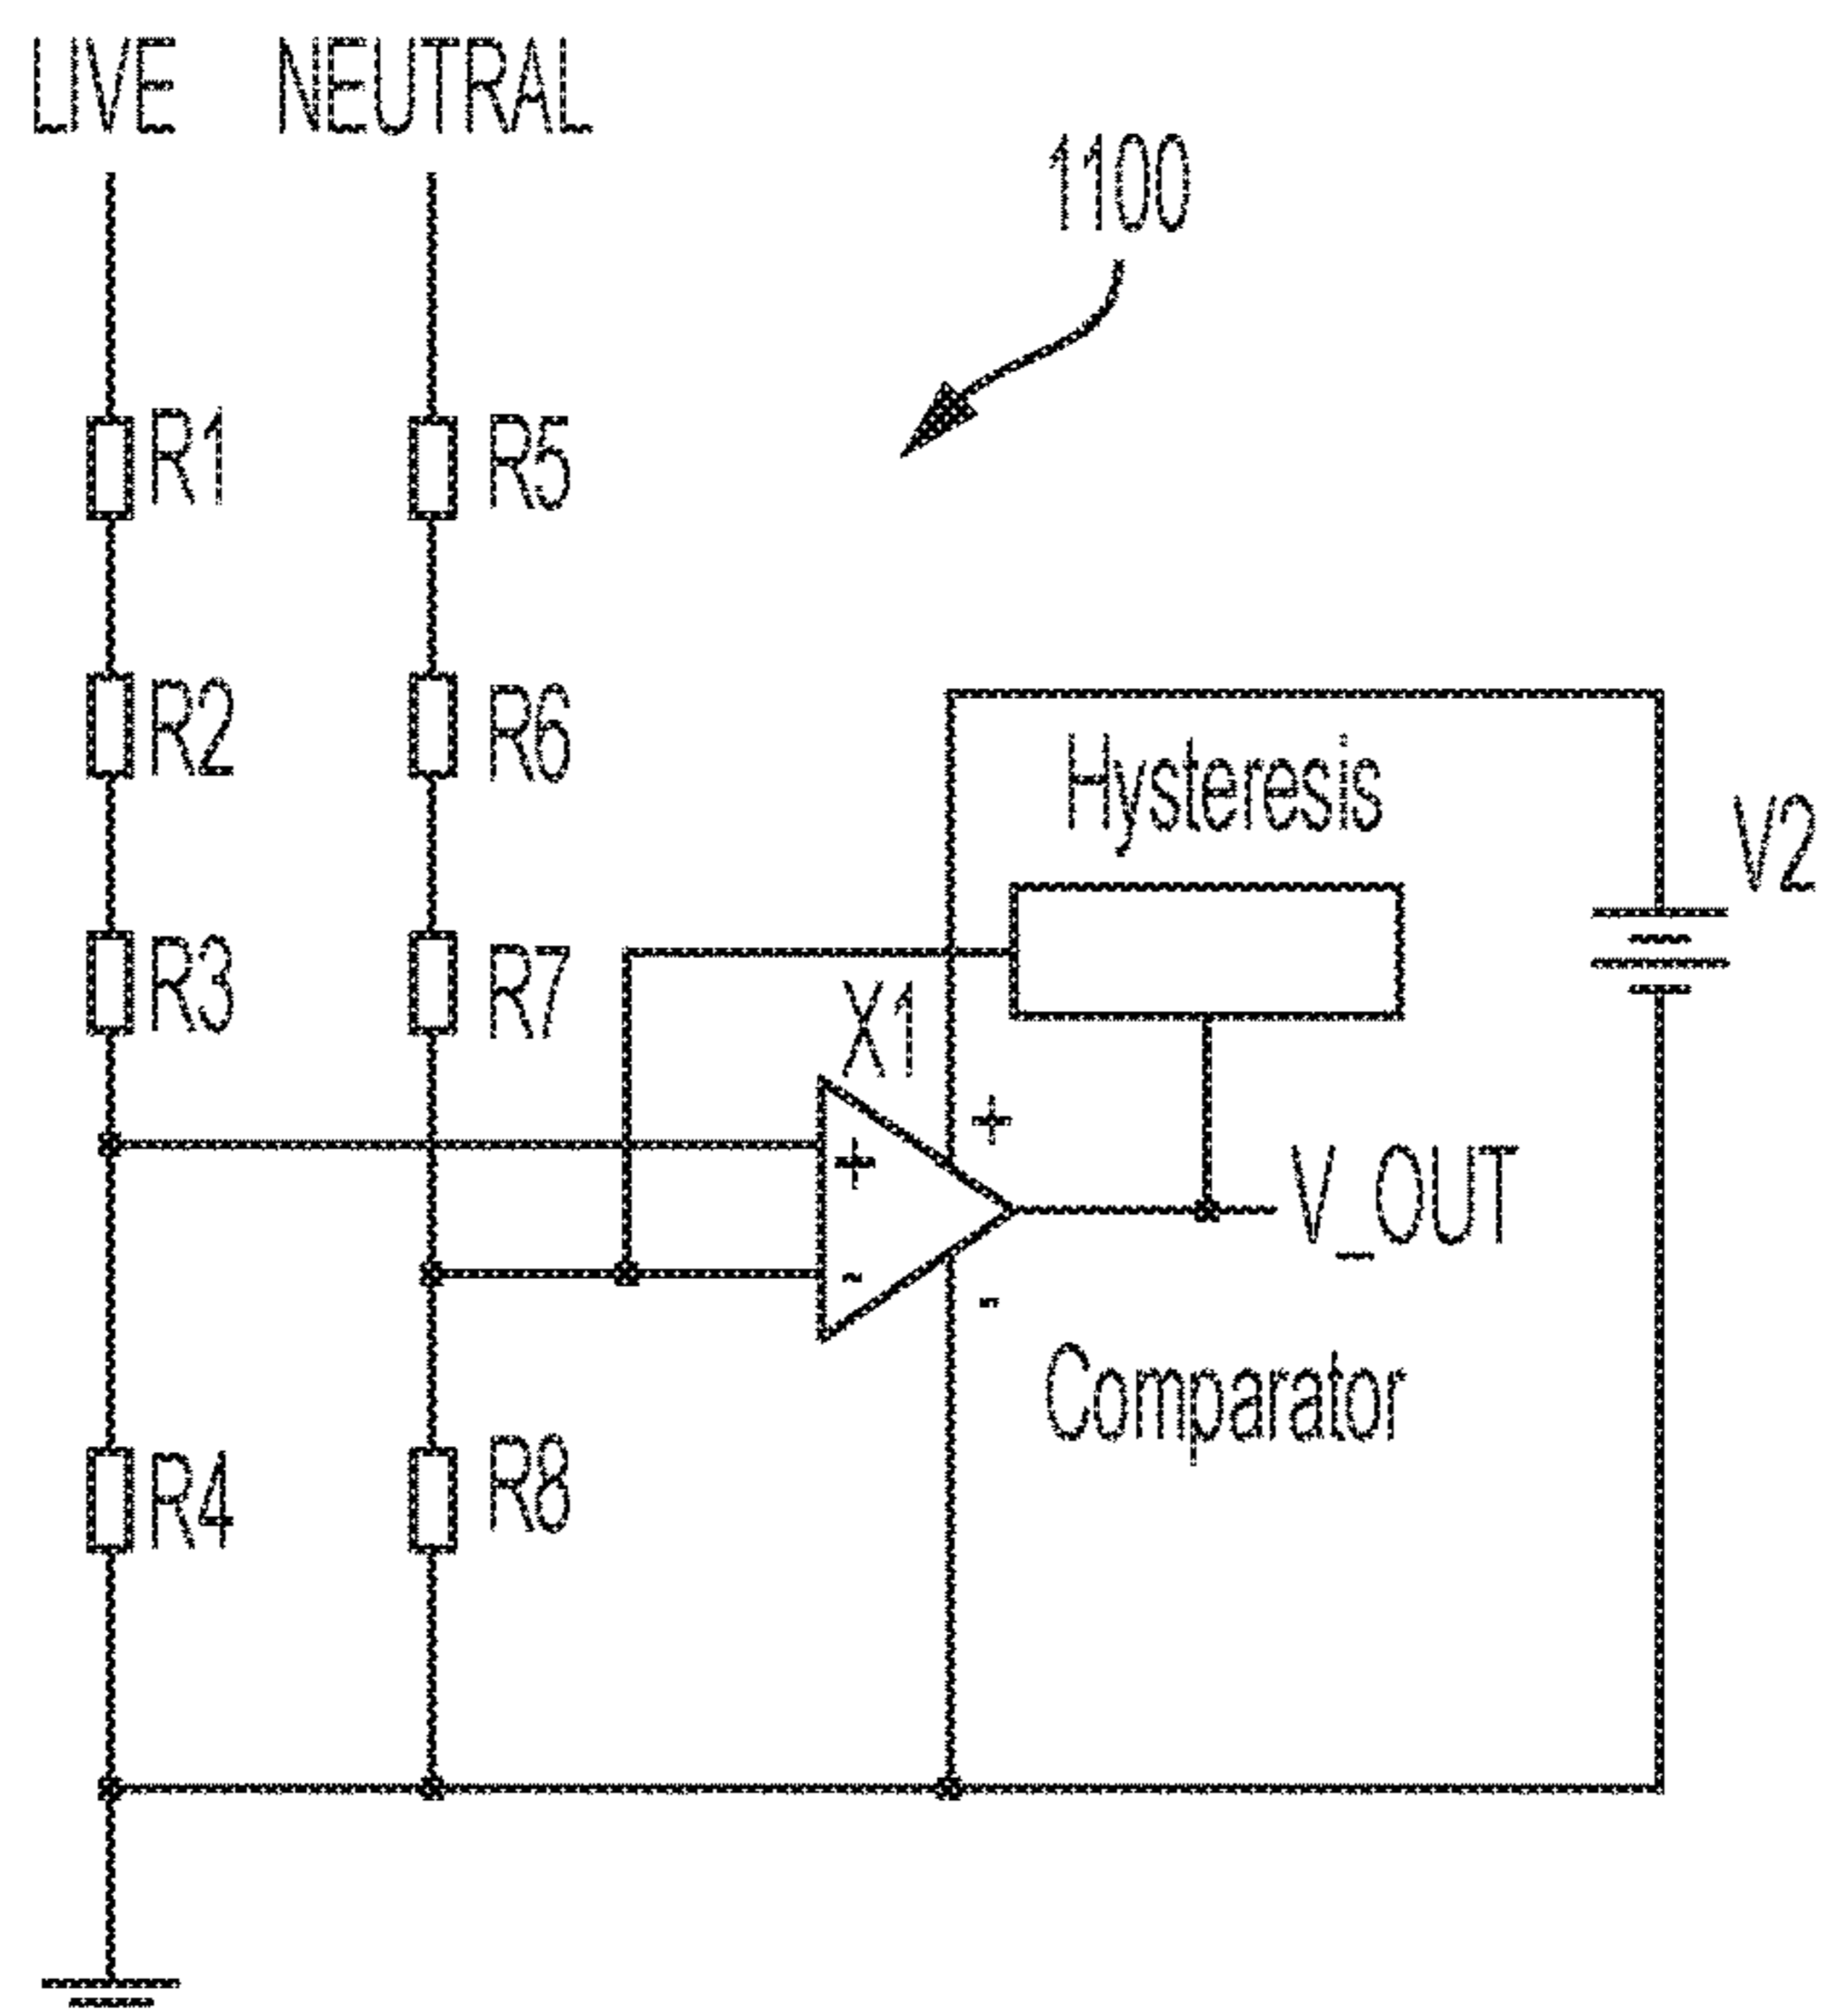 LIVE NEUTRAL
1100
R1 R5
R2 R6
Hysteresis
V2
R3 R7
X1
+
+
V_OUT
-
-
Comparator
R4 R8